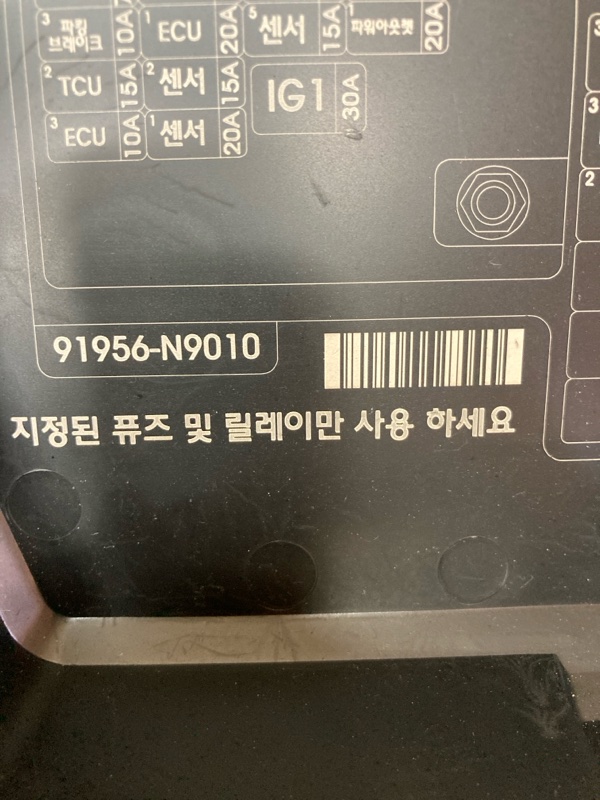 3 파킹 브레이크 10A 1 ECU 20A 5 센서 15A 1 파워아웃렛 20A
2 TCU 15A 2 센서 15A IG1 30A
3 ECU 10A 1 센서 20A
3
3
2
91956-N9010
지정된 퓨즈 및 릴레이만 사용 하세요